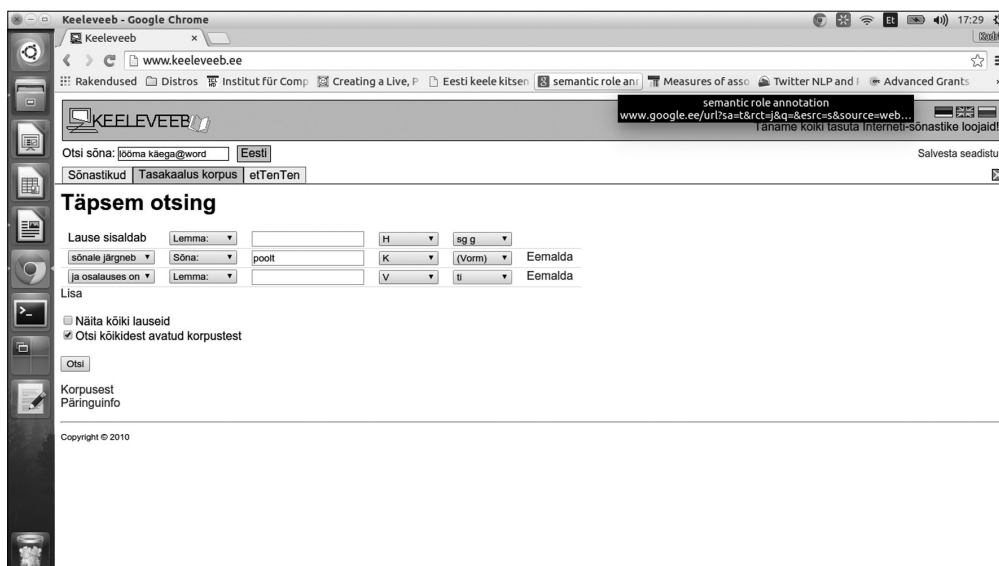 Keeleveeb - Google Chrome Et 17:29
Keeleveeb ×
www.keeleveeb.ee
Rakendused Distros Institut für Comp Creating a Live, P Eesti keele kitsen semantic role ann Measures of asso Twitter NLP and Advanced Grants
semantic role annotation
www.google.ee/url?sa=t&rct=j&q=&esrc=s&source=web...
KEELEVEEB
Täname kõiki tasuta Interneti-sõnastike loojaid!
Otsi sõna: lööma käega@word Eesti Salvesta seadistu
Sõnastikud Tasakaalus korpus etTenTen
Täpsem otsing
Lause sisaldab Lemma: H sg g
sõnale järgneb Sõna: poolt K (Vorm) Eemalda
ja osalauses on Lemma: V ti Eemalda
Lisa
Näita kõiki lauseid
Otsi kõikidest avatud korpustest
Otsi
Korpusest
Päringuinfo
Copyright © 2010